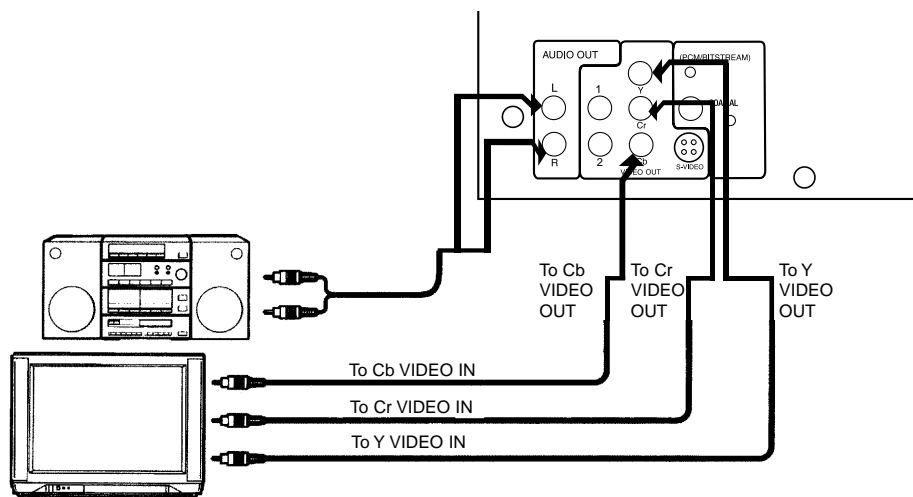 AUDIO OUT
(PCM/BITSTREAM)
L
1
Y
Cr
R
2
VIDEO OUT
S-VIDEO
To Cb
VIDEO
OUT
To Cr
VIDEO
OUT
To Y
VIDEO
OUT
To Cb VIDEO IN
To Cr VIDEO IN
To Y VIDEO IN